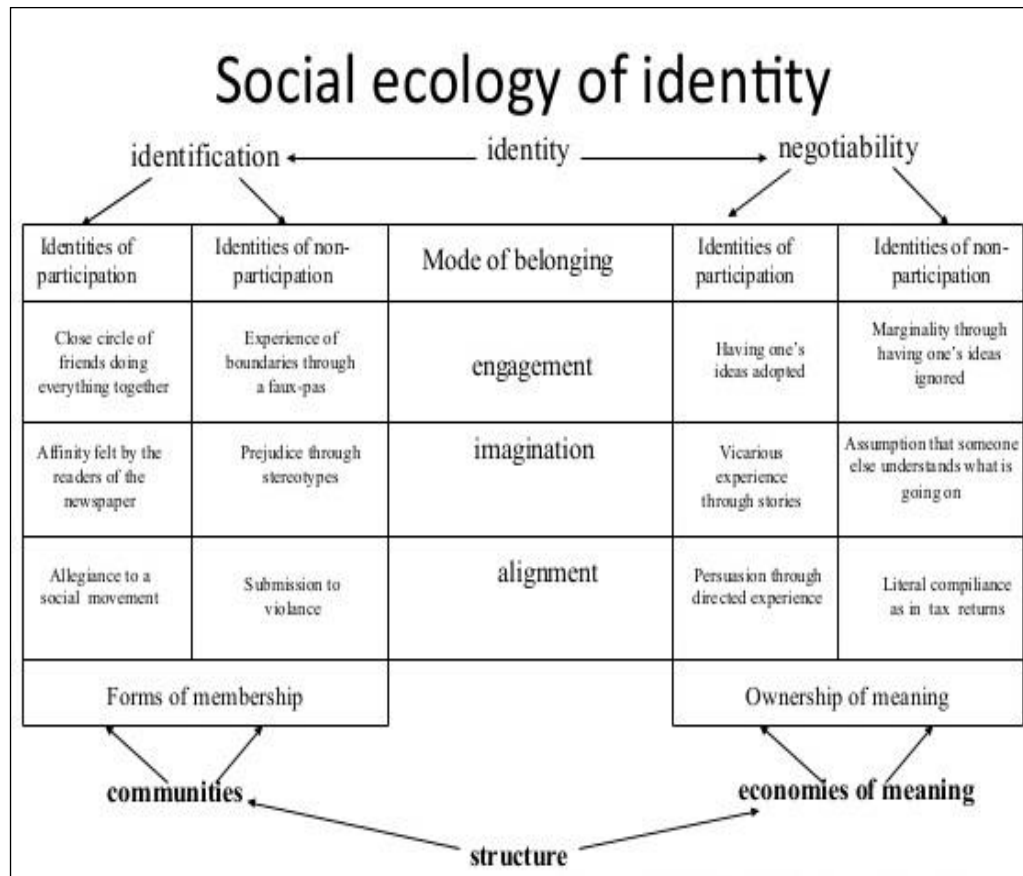 Social ecology of identity
identification
identity
negotiability
Identities of
participation
Identities of non-
participation
Mode of belonging
Identities of
participation
Identities of non-
participation
Close circle of
friends doing
everything together
Experience of
boundaries through
a faux-pas
engagement
Having one's
ideas adopted
Marginality through
having one's ideas
ignored
Affinity felt by the
readers of the
newspaper
Prejudice through
stereotypes
imagination
Vicarious
experience
through stories
Assumption that someone
else understands what is
going on
Allegiance to a
social movement
Submission to
violance
alignment
Persuasion through
directed experience
Literal compiliance
as in tax returns
Forms of membership
Ownership of meaning
communities
economies of meaning
structure